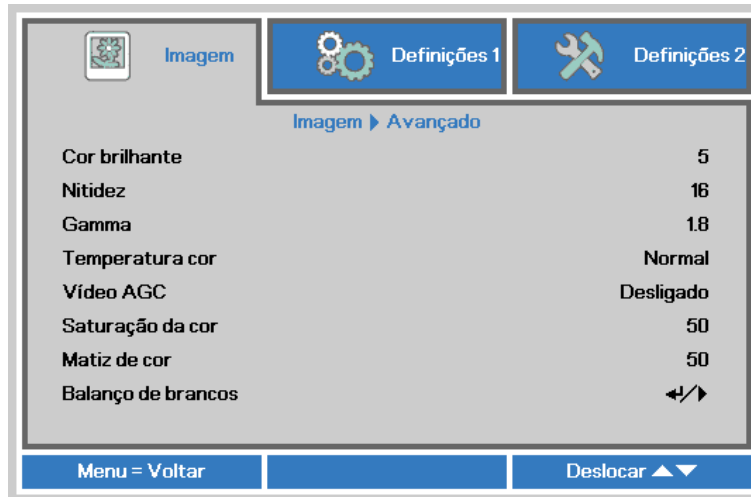 Imagem Definições 1 Definições 2
Imagem ▶ Avançado
Cor brilhante 5
Nitidez 16
Gamma 1.8
Temperatura cor Normal
Vídeo AGC Desligado
Saturação da cor 50
Matiz de cor 50
Balanço de brancos ↵/▶
Menu = Voltar Deslocar ▲▼